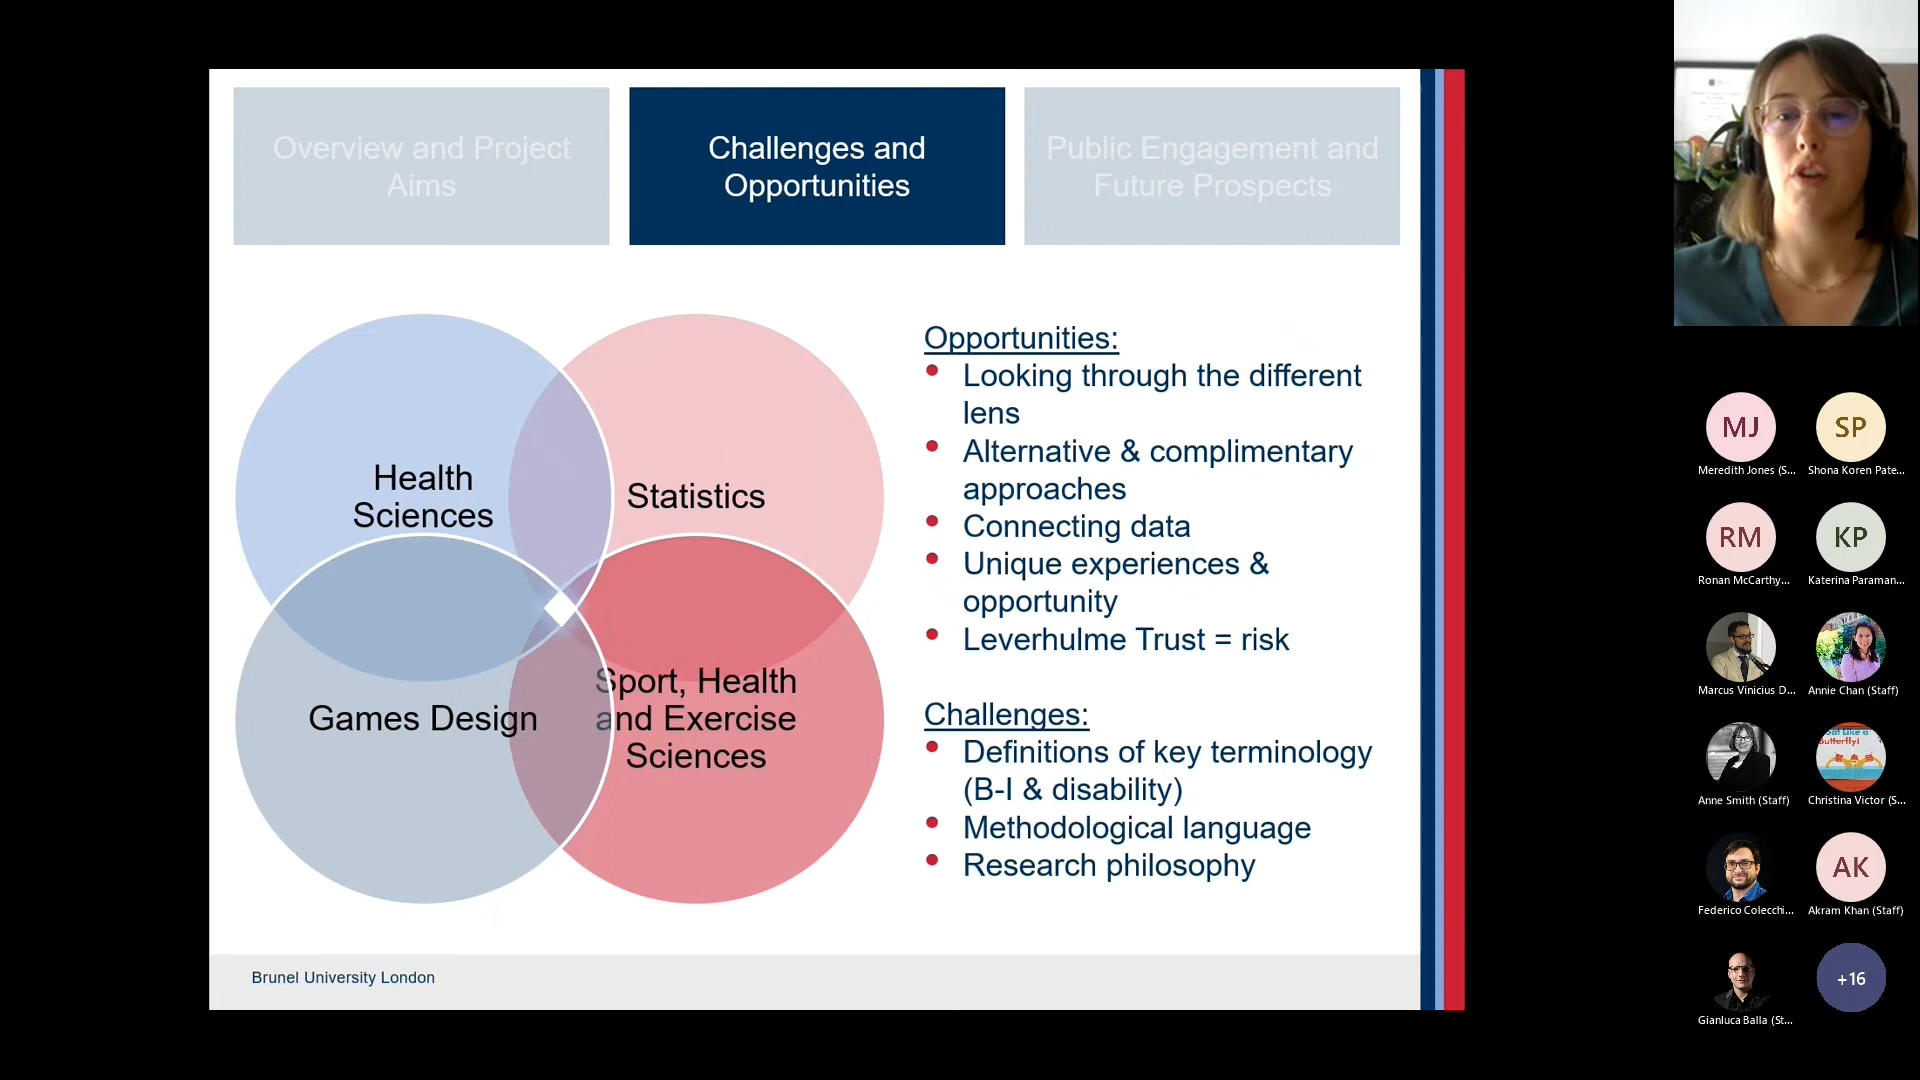 Overview and Project
Aims
Challenges and
Opportunities
Public Engagement and
Future Prospects
Health
Sciences
Statistics
Games Design
Sport, Health
and Exercise
Sciences
Opportunities:
• Looking through the different
lens
• Alternative & complimentary
approaches
• Connecting data
• Unique experiences &
opportunity
• Leverhulme Trust = risk
Challenges:
• Definitions of key terminology
(B-I & disability)
• Methodological language
• Research philosophy
Brunel University London
MJ
Meredith Jones (S...
SP
Shona Koren Pate...
RM
Ronan McCarthy...
KP
Katerina Paraman...
Marcus Vinicius D...
Annie Chan (Staff)
Anne Smith (Staff)
Like a
Butterfly!
Christina Victor (S...
Federico Colecchi...
AK
Akram Khan (Staff)
Gianluca Balla (St...
+16